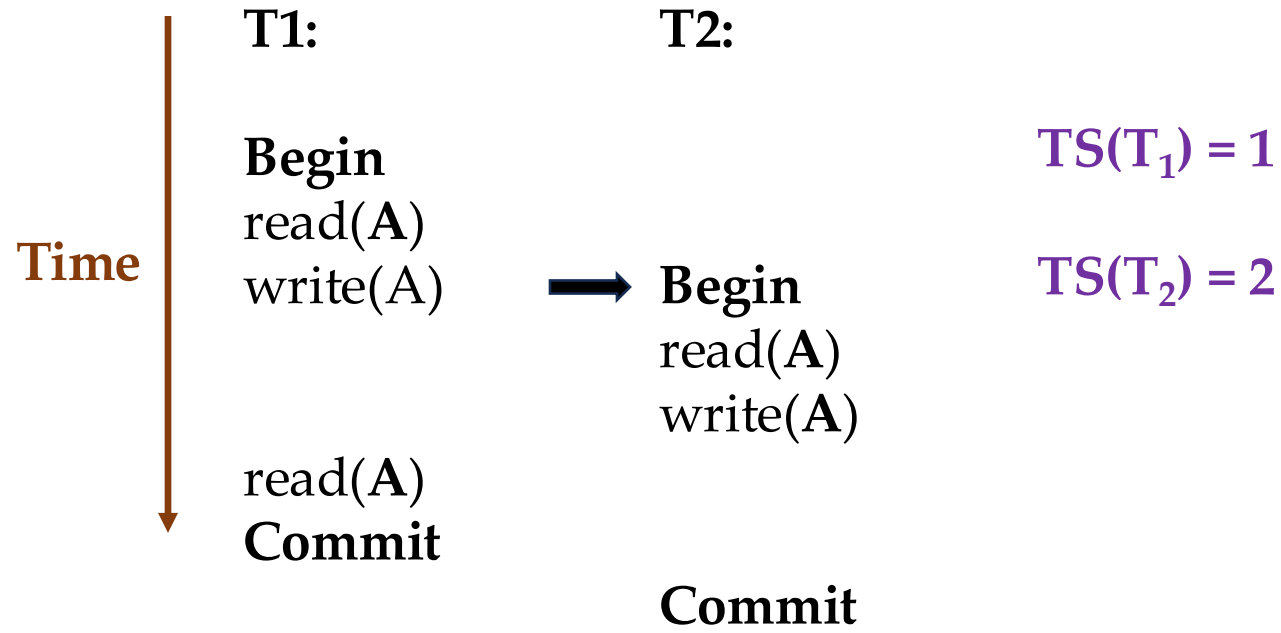 T1: T2:
Begin TS(T₁) = 1
read(A)
Time
write(A) Begin TS(T₂) = 2
read(A)
write(A)
read(A)
Commit
Commit